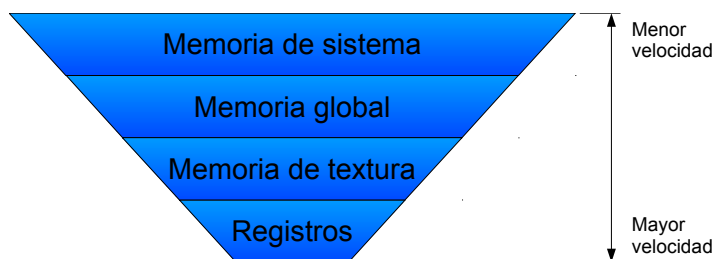 Memoria de sistema
Menor
velocidad
Memoria global
Memoria de textura
Registros
Mayor
velocidad